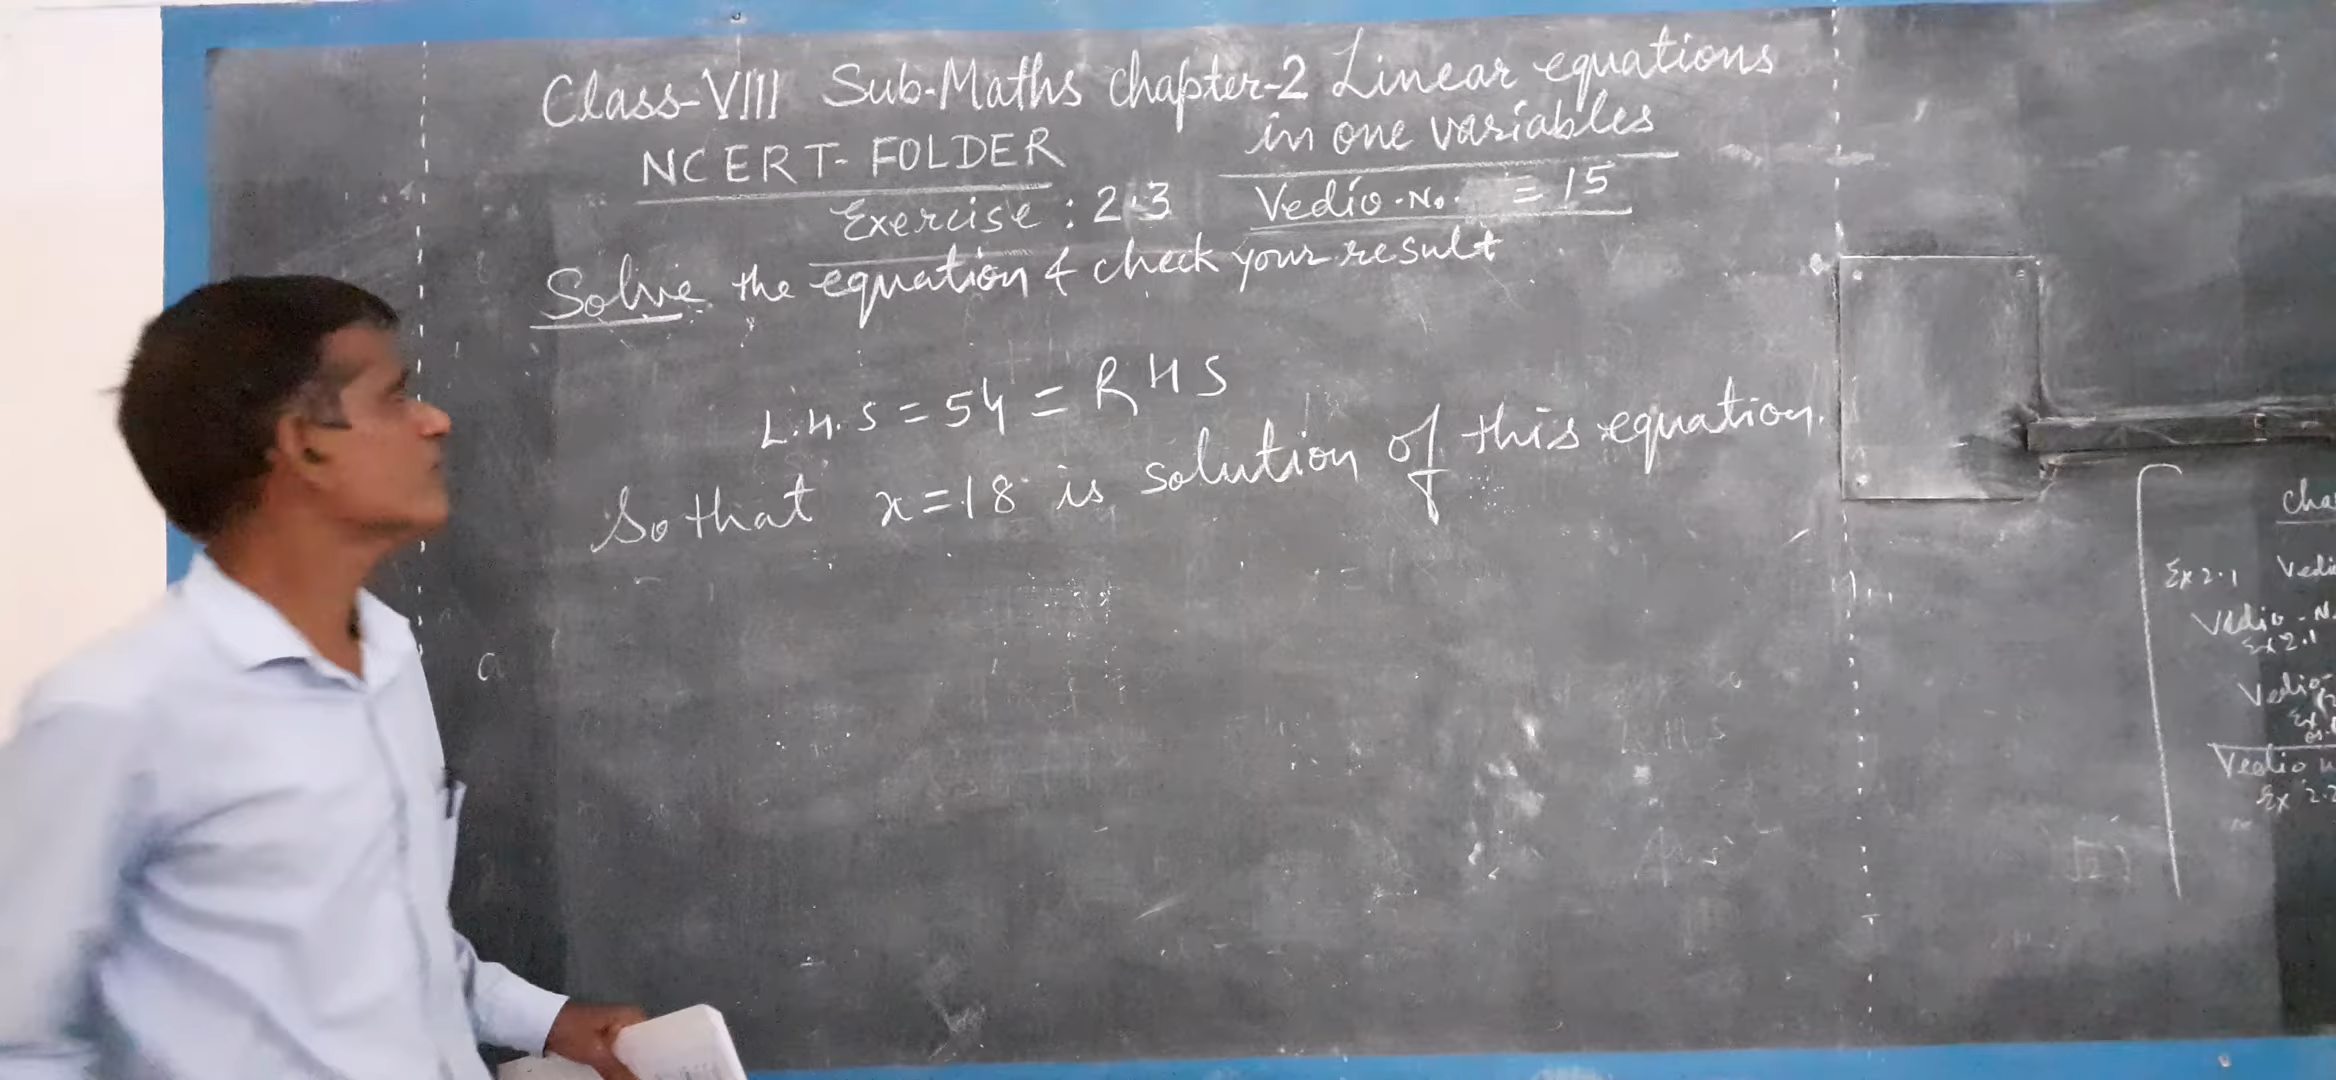 Class-VIII Sub-Maths Chapter-2 Linear equations
in one variables
NCERT- FOLDER
Exercise : 2.3
Vedio.No. = 15
Solve the equation & check your result
L.H.S = 54 = RHS
So that x=18 is solution of this equation.
Ex 2.1
Vedio - N.
Ex 2.1
Vedio-
Ex
Vedio
Ex 2.2